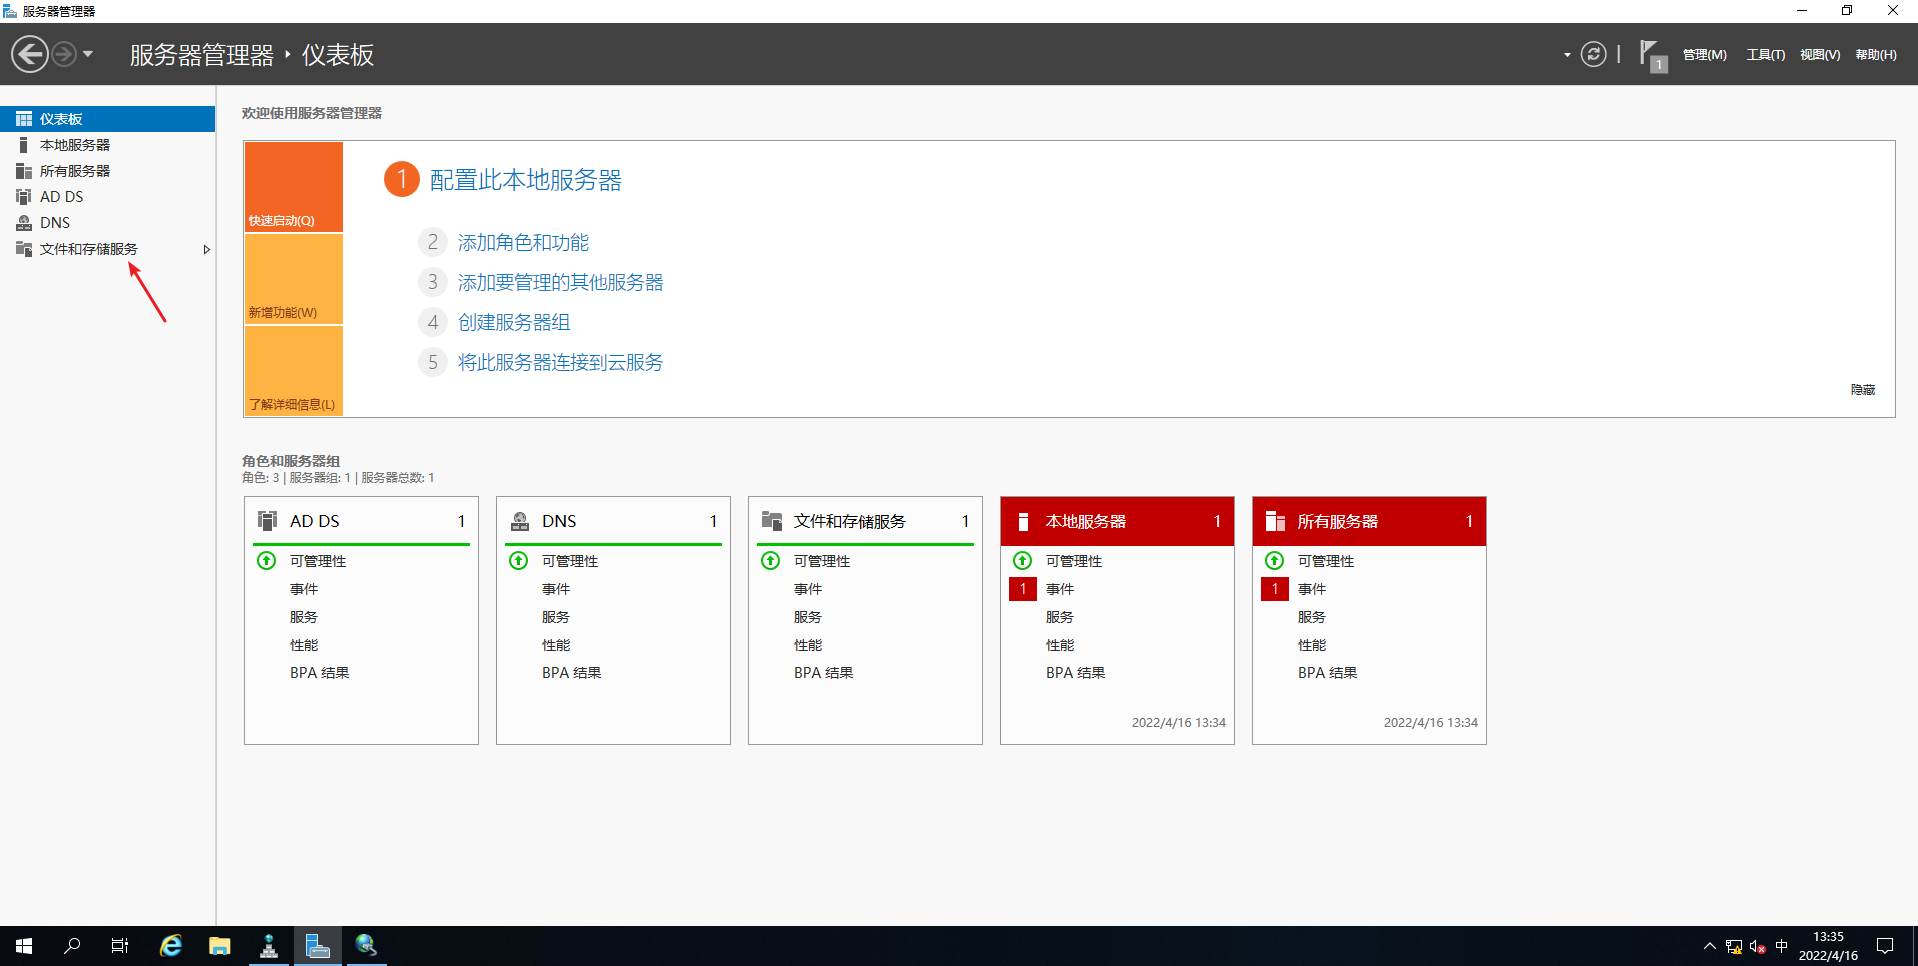 服务器管理器
服务器管理器 ‣ 仪表板
1
管理(M) 工具(T) 视图(V) 帮助(H)
仪表板
本地服务器
所有服务器
AD DS
DNS
文件和存储服务
欢迎使用服务器管理器
快速启动(Q)
新增功能(W)
了解详细信息(L)
1 配置此本地服务器
2 添加角色和功能
3 添加要管理的其他服务器
4 创建服务器组
5 将此服务器连接到云服务
隐藏
角色和服务器组
角色: 3 | 服务器组: 1 | 服务器总数: 1
AD DS 1
可管理性
事件
服务
性能
BPA 结果
DNS 1
可管理性
事件
服务
性能
BPA 结果
文件和存储服务 1
可管理性
事件
服务
性能
BPA 结果
本地服务器 1
可管理性
1 事件
服务
性能
BPA 结果
2022/4/16 13:34
所有服务器 1
可管理性
1 事件
服务
性能
BPA 结果
2022/4/16 13:34
中
13:35
2022/4/16